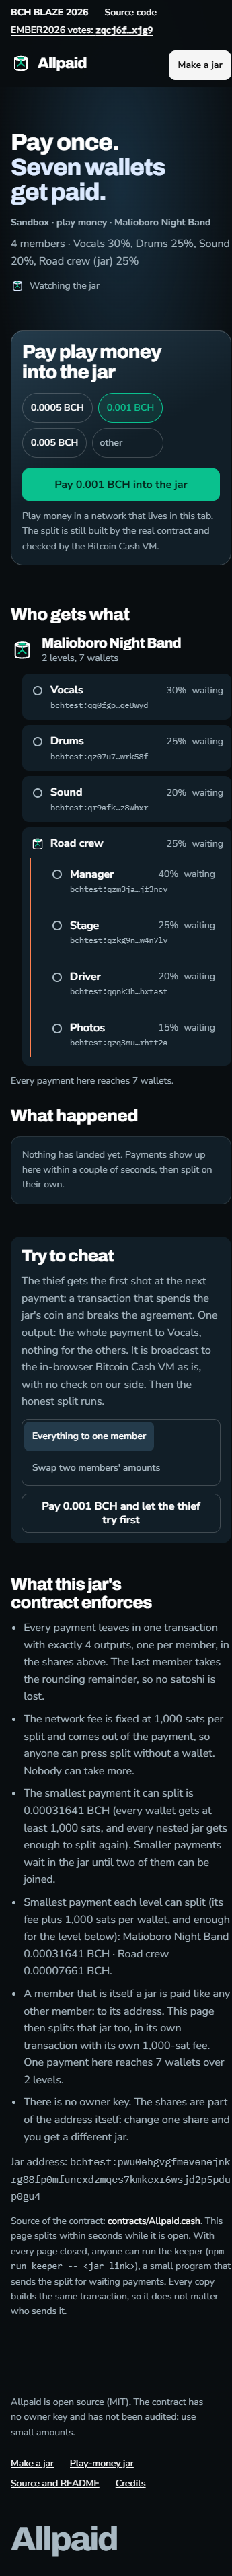 BCH BLAZE 2026 Source code
EMBER2026 votes: zqcj6f…xjg9
Allpaid Make a jar
Pay once.
Seven wallets
get paid.
Sandbox · play money · Malioboro Night Band
4 members · Vocals 30%, Drums 25%, Sound
20%, Road crew (jar) 25%
Watching the jar
Pay play money
into the jar
0.0005 BCH 0.001 BCH
0.005 BCH other
Pay 0.001 BCH into the jar
Play money in a network that lives in this tab.
The split is still built by the real contract and
checked by the Bitcoin Cash VM.
Who gets what
Malioboro Night Band
2 levels, 7 wallets
Vocals 30% waiting
bchtest:qq0fgp…qe8wyd
Drums 25% waiting
bchtest:qz07u7…wrk58f
Sound 20% waiting
bchtest:qr9afk…z8whxr
Road crew 25% waiting
Manager 40% waiting
bchtest:qzm3ja…jf3ncv
Stage 25% waiting
bchtest:qzkg9n…w4n7lv
Driver 20% waiting
bchtest:qqnk3h…hxtast
Photos 15% waiting
bchtest:qzq3mu…rhtt2a
Every payment here reaches 7 wallets.
What happened
Nothing has landed yet. Payments show up
here within a couple of seconds, then split on
their own.
Try to cheat
The thief gets the first shot at the next
payment: a transaction that spends the
jar's coin and breaks the agreement. One
output: the whole payment to Vocals,
nothing for the others. It is broadcast to
the in-browser Bitcoin Cash VM as is,
with no check on our side. Then the
honest split runs.
Everything to one member
Swap two members' amounts
Pay 0.001 BCH and let the thief
try first
What this jar's
contract enforces
• Every payment leaves in one transaction
with exactly 4 outputs, one per member, in
the shares above. The last member takes
the rounding remainder, so no satoshi is
lost.
• The network fee is fixed at 1,000 sats per
split and comes out of the payment, so
anyone can press split without a wallet.
Nobody can take more.
• The smallest payment it can split is
0.00031641 BCH (every wallet gets at
least 1,000 sats, and every nested jar gets
enough to split again). Smaller payments
wait in the jar until two of them can be
joined.
• Smallest payment each level can split (its
fee plus 1,000 sats per wallet, and enough
for the level below): Malioboro Night Band
0.00031641 BCH · Road crew
0.00007661 BCH.
• A member that is itself a jar is paid like any
other member: to its address. This page
then splits that jar too, in its own
transaction with its own 1,000-sat fee.
One payment here reaches 7 wallets over
2 levels.
• There is no owner key. The shares are part
of the address itself: change one share and
you get a different jar.
Jar address: bchtest:pwu0ehgvgfmevenejnk
rg88fp0mfuncxdzmqes7kmkexr6wsjd2p5pdu
p0gu4
Source of the contract: contracts/Allpaid.cash. This
page splits within seconds while it is open. With
every page closed, anyone can run the keeper (npm
run keeper -- <jar link>), a small program that
sends the split for waiting payments. Every copy
builds the same transaction, so it does not matter
who sends it.
Allpaid is open source (MIT). The contract has
no owner key and has not been audited: use
small amounts.
Make a jar Play-money jar
Source and README Credits
Allpaid